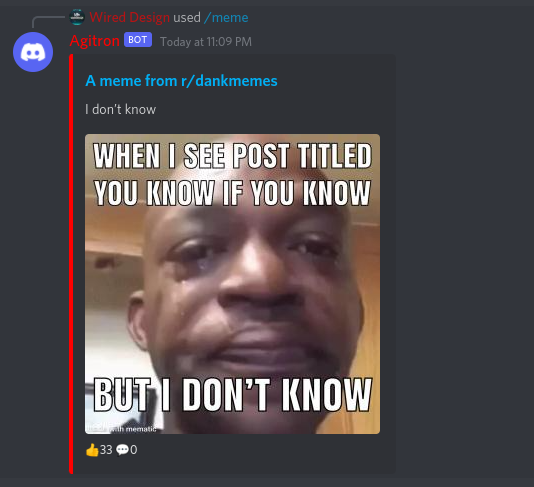 Wired Design used /meme
Agitron BOT Today at 11:09 PM
A meme from r/dankmemes
I don't know
WHEN I SEE POST TITLED
YOU KNOW IF YOU KNOW
BUT I DON'T KNOW
made with mematic
👍33 💬0